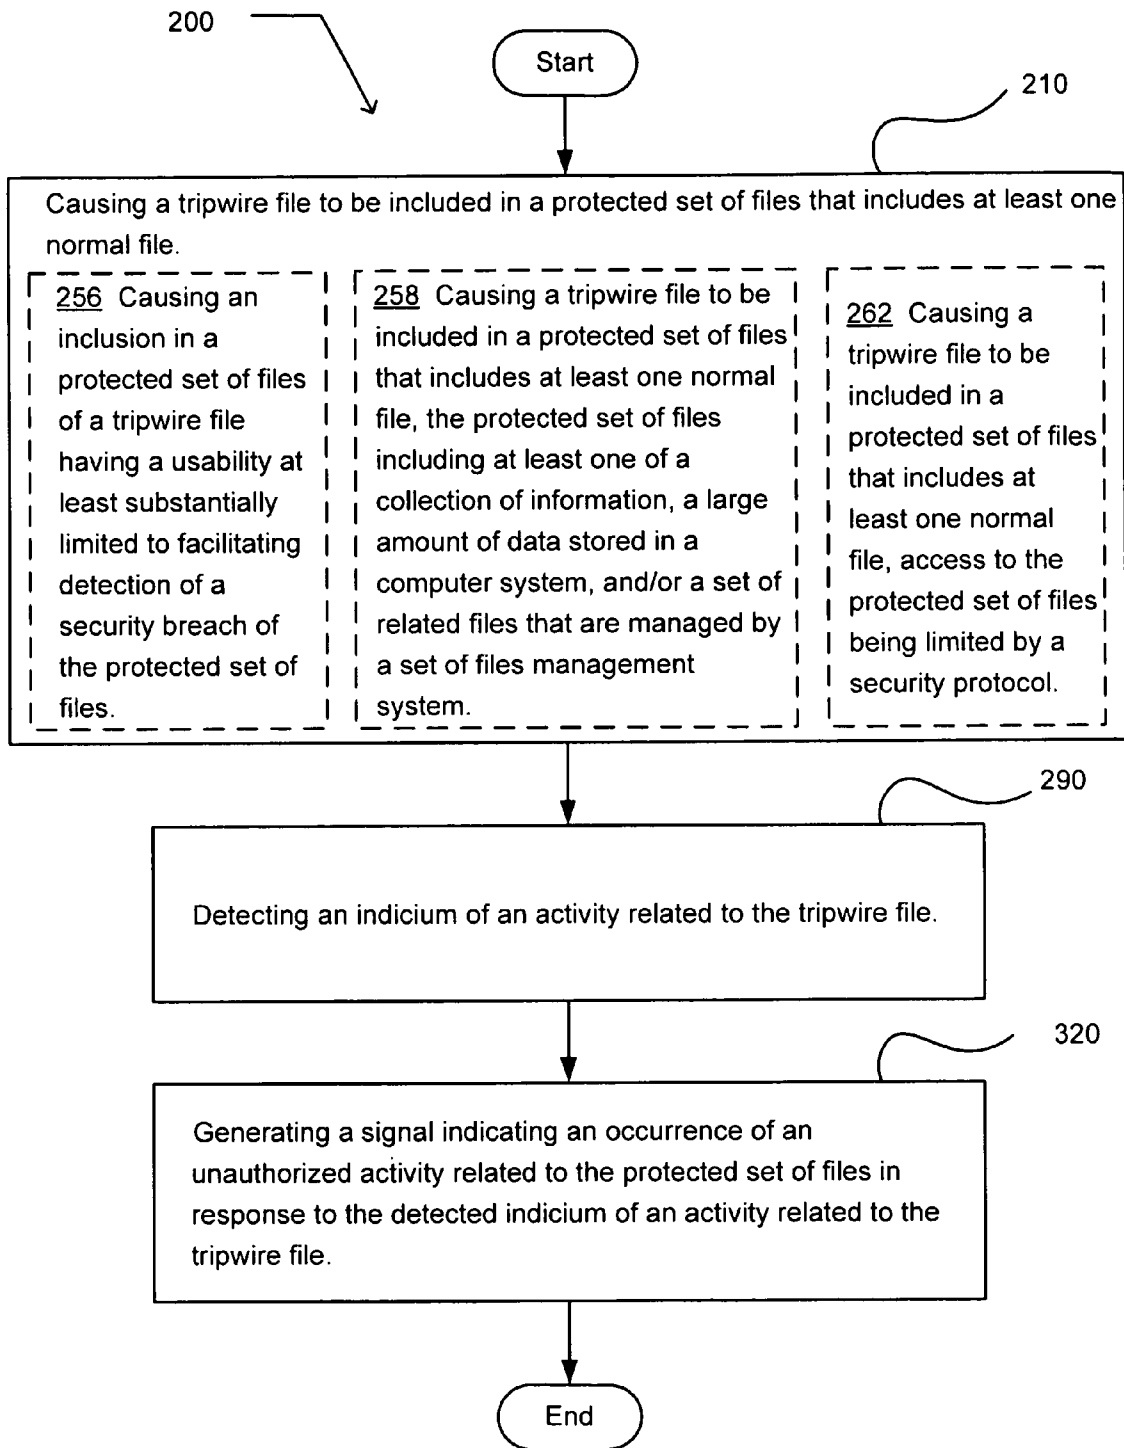 200
Start
210
Causing a tripwire file to be included in a protected set of files that includes at least one
normal file.
256 Causing an
inclusion in a
protected set of files
of a tripwire file
having a usability at
least substantially
limited to facilitating
detection of a
security breach of
the protected set of
files.
258 Causing a tripwire file to be
included in a protected set of files
that includes at least one normal
file, the protected set of files
including at least one of a
collection of information, a large
amount of data stored in a
computer system, and/or a set of
related files that are managed by
a set of files management
system.
262 Causing a
tripwire file to be
included in a
protected set of files
that includes at
least one normal
file, access to the
protected set of files
being limited by a
security protocol.
290
Detecting an indicium of an activity related to the tripwire file.
320
Generating a signal indicating an occurrence of an
unauthorized activity related to the protected set of files in
response to the detected indicium of an activity related to the
tripwire file.
End